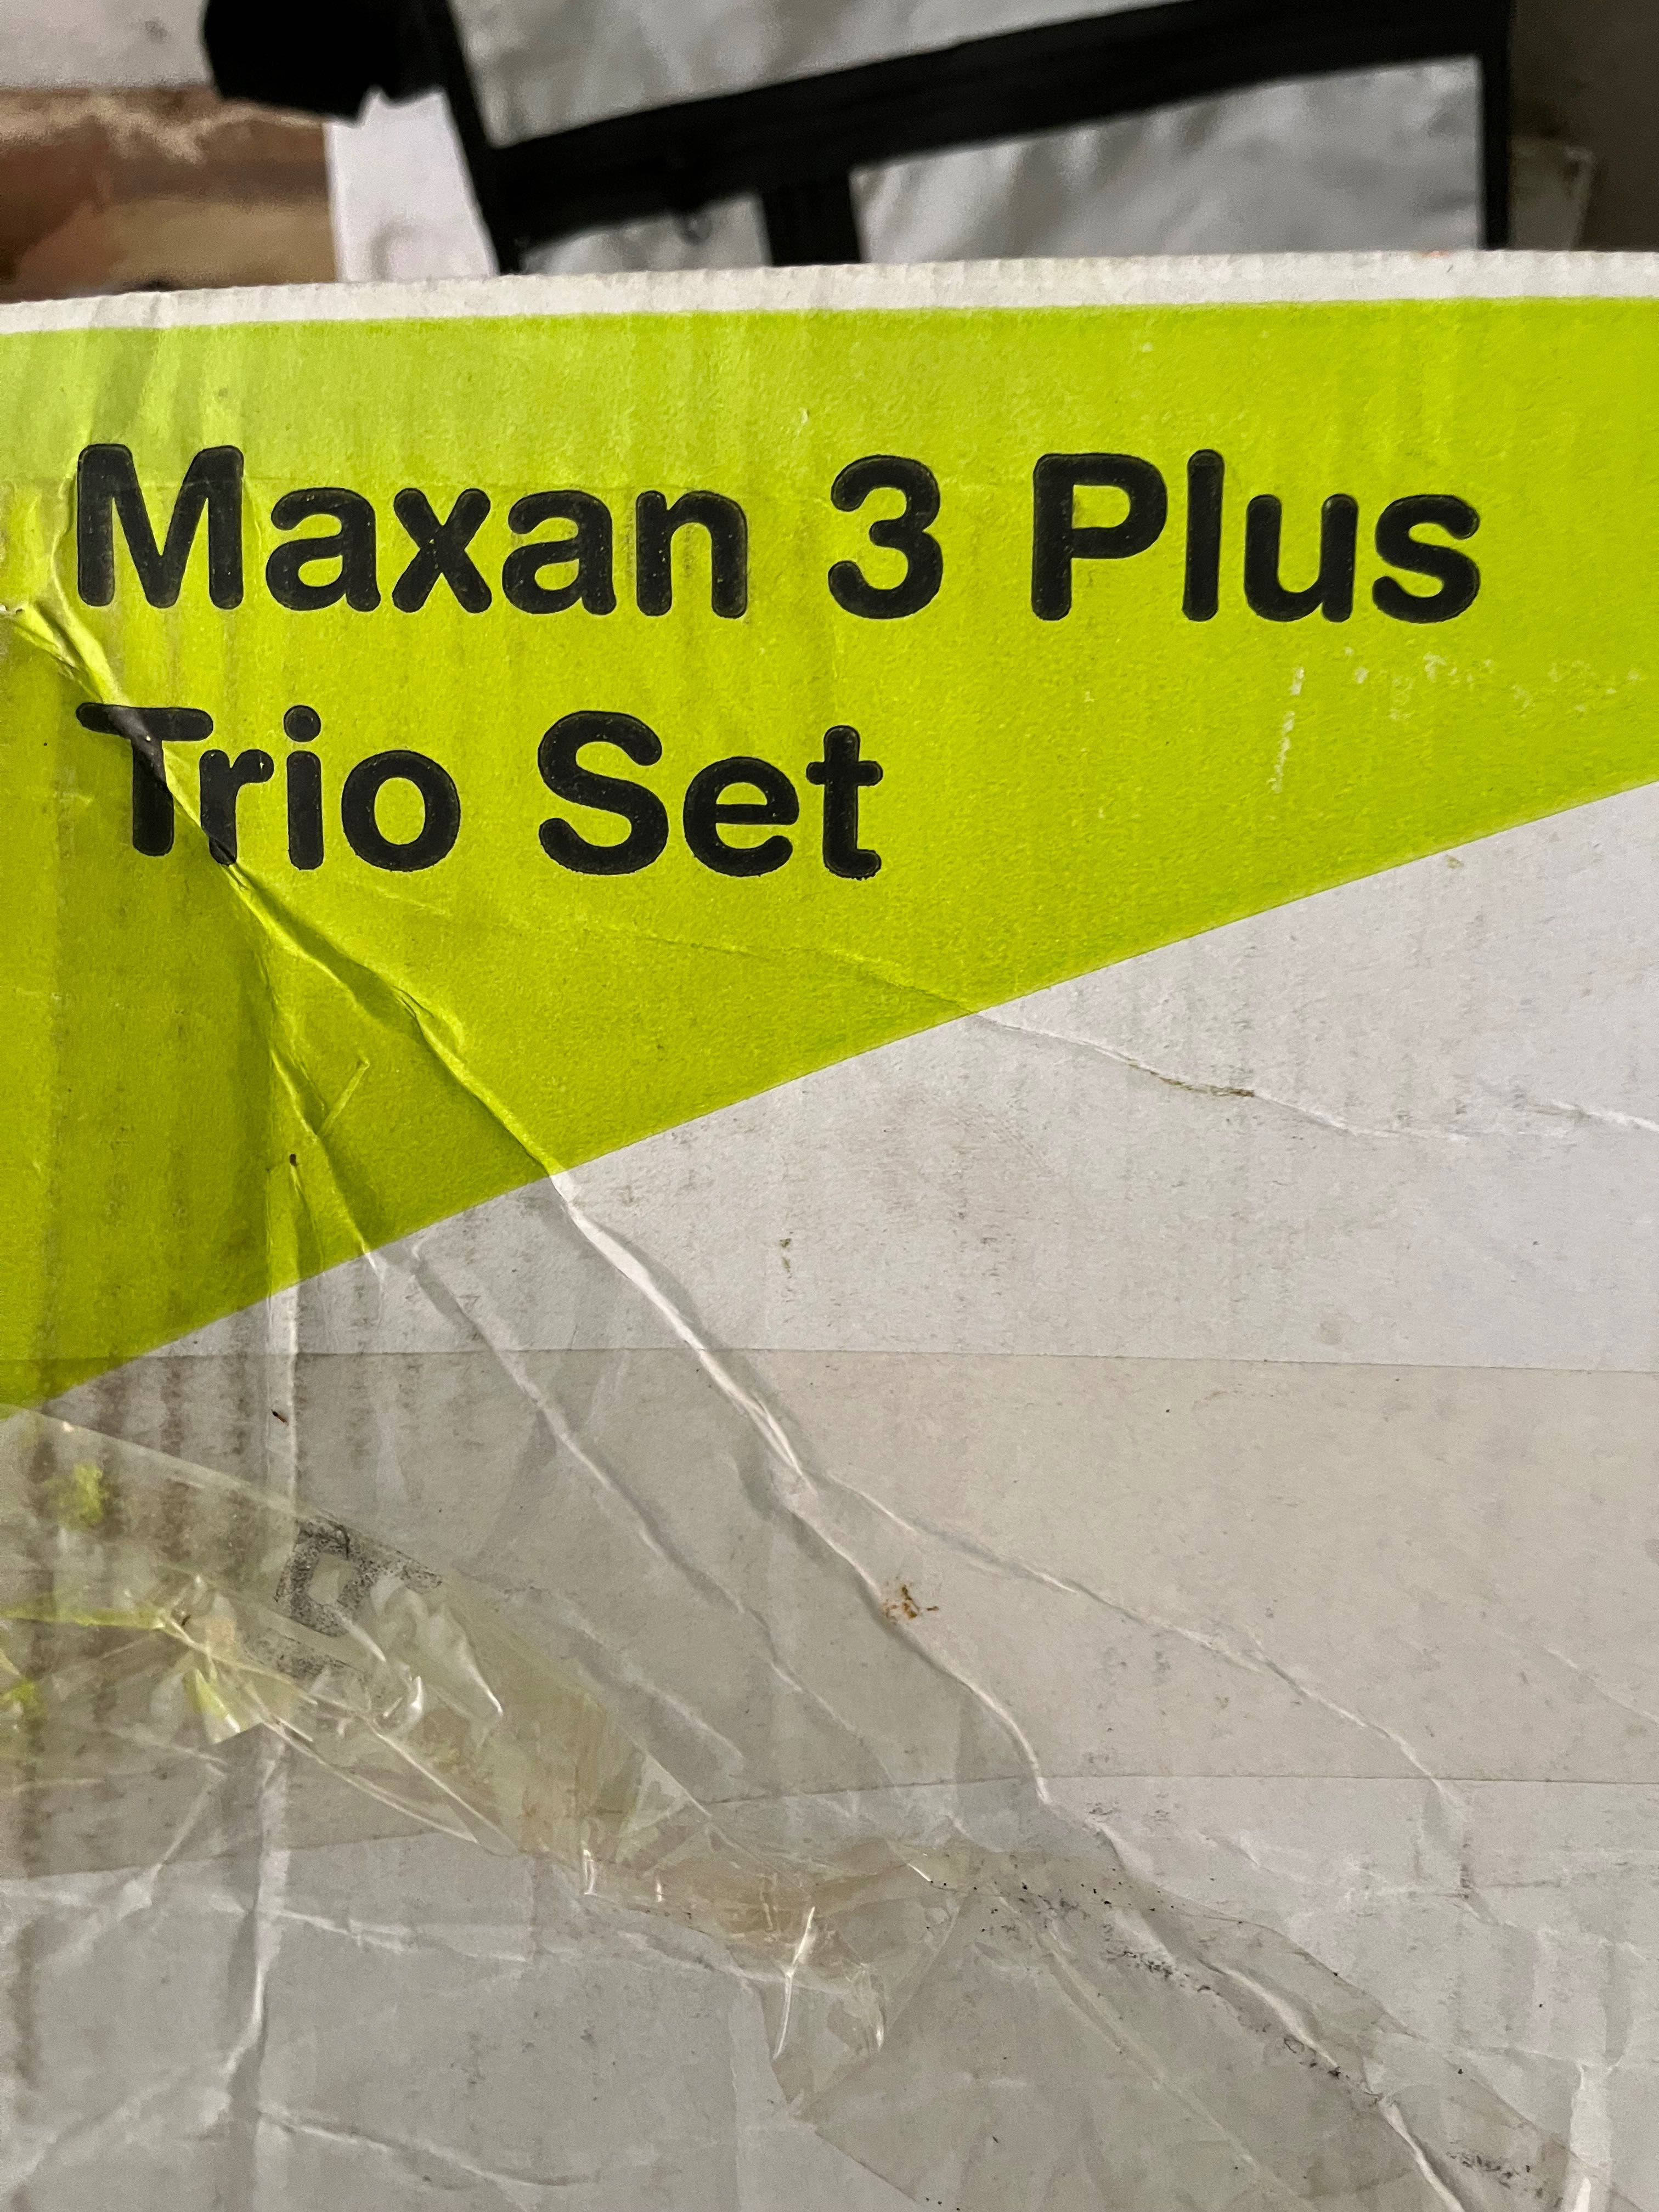 Maxan 3 Plus
Trio Set